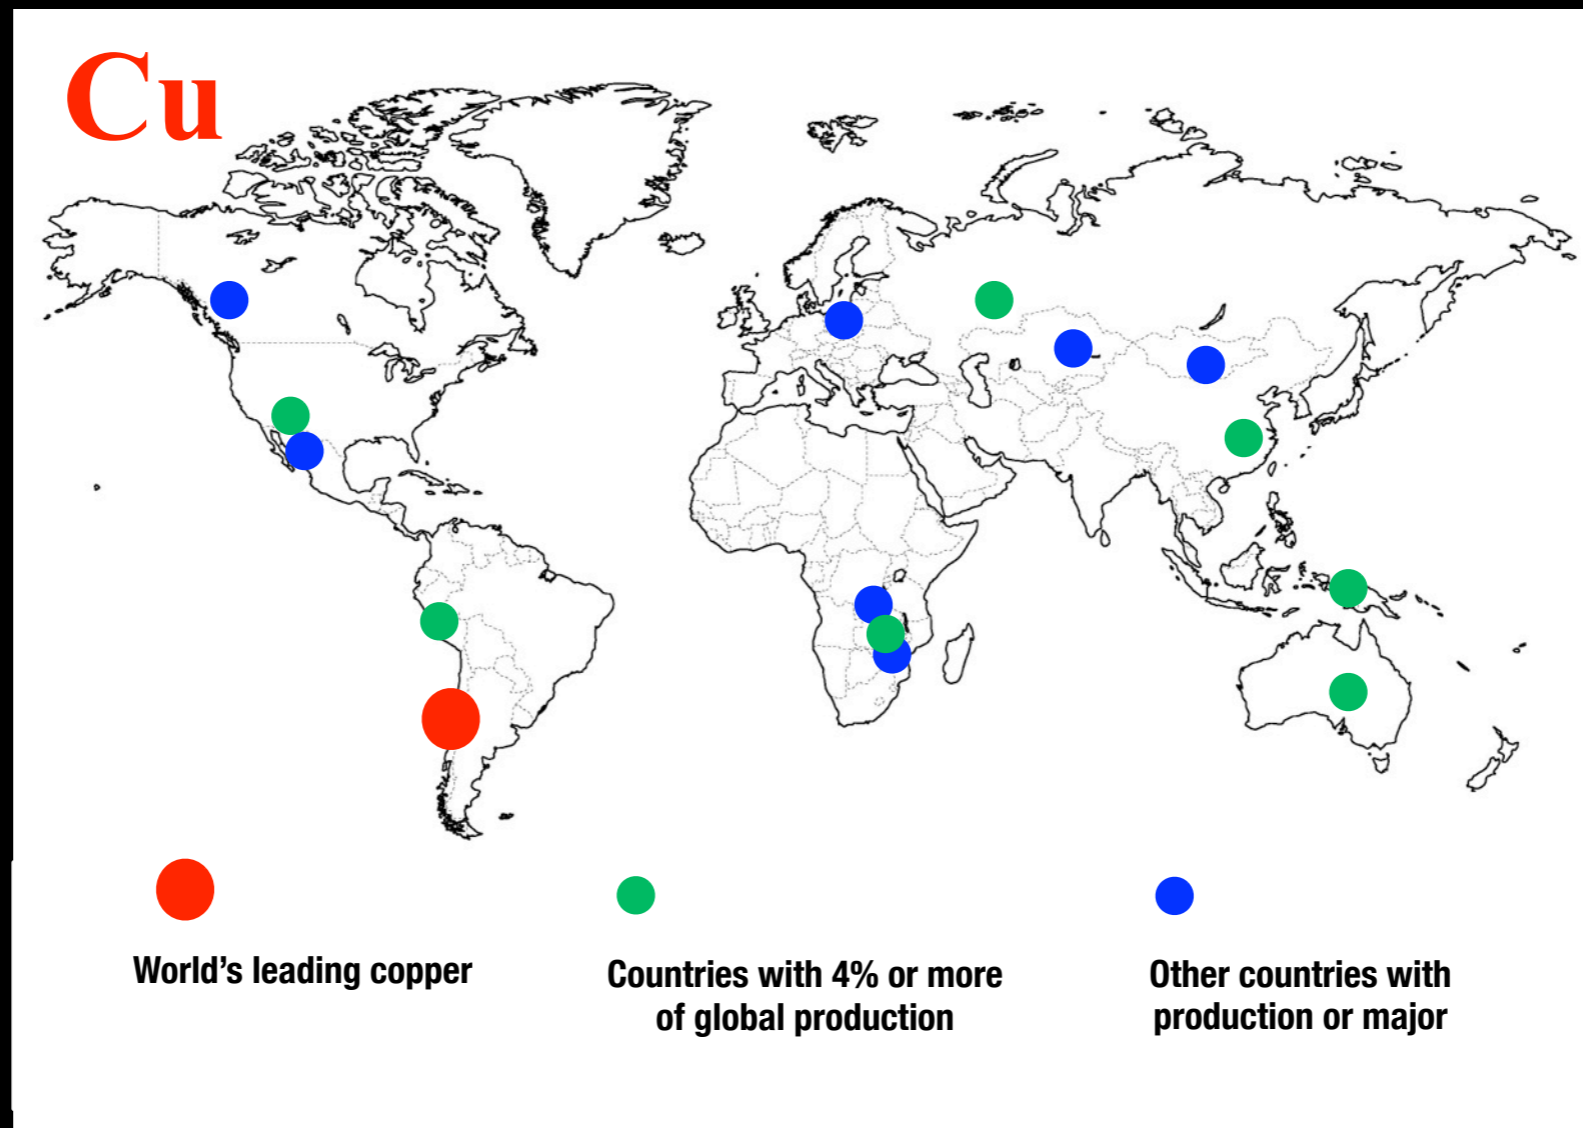 Cu
World’s leading copper
Countries with 4% or more
of global production
Other countries with
production or major